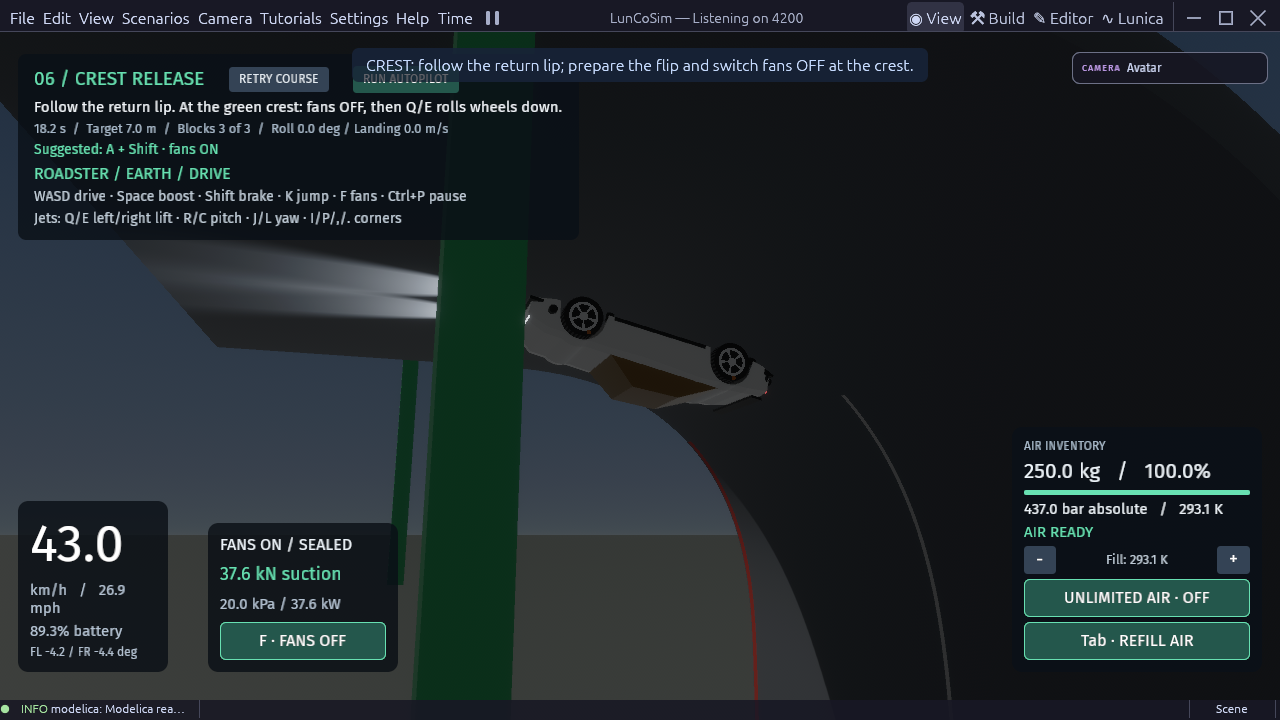 File Edit View Scenarios Camera Tutorials Settings Help Time
LunCoSim — Listening on 4200
View Build Editor Lunica
CREST: follow the return lip; prepare the flip and switch fans OFF at the crest.
06 / CREST RELEASE
RETRY COURSE
RUN AUTOPILOT
Follow the return lip. At the green crest: fans OFF, then Q/E rolls wheels down.
18.2 s / Target 7.0 m / Blocks 3 of 3 / Roll 0.0 deg / Landing 0.0 m/s
Suggested: A + Shift · fans ON
ROADSTER / EARTH / DRIVE
WASD drive · Space boost · Shift brake · K jump · F fans · Ctrl+P pause
Jets: Q/E left/right lift · R/C pitch · J/L yaw · I/P/,/. corners
CAMERA Avatar
43.0
km/h / 26.9
mph
89.3% battery
FL -4.2 / FR -4.4 deg
FANS ON / SEALED
37.6 kN suction
20.0 kPa / 37.6 kW
F · FANS OFF
AIR INVENTORY
250.0 kg / 100.0%
437.0 bar absolute / 293.1 K
AIR READY
- Fill: 293.1 K +
UNLIMITED AIR · OFF
Tab · REFILL AIR
INFO modelica: Modelica rea...
Scene